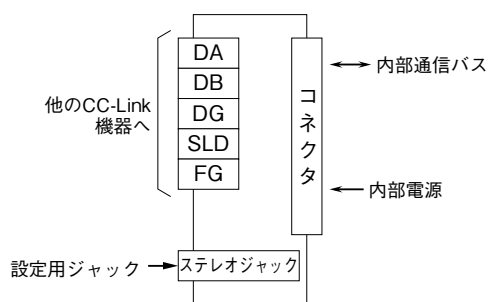 DA
DB
DG
SLD
FG
他のCC-Link
機器へ
コネクタ
内部通信バス
内部電源
設定用ジャック
ステレオジャック